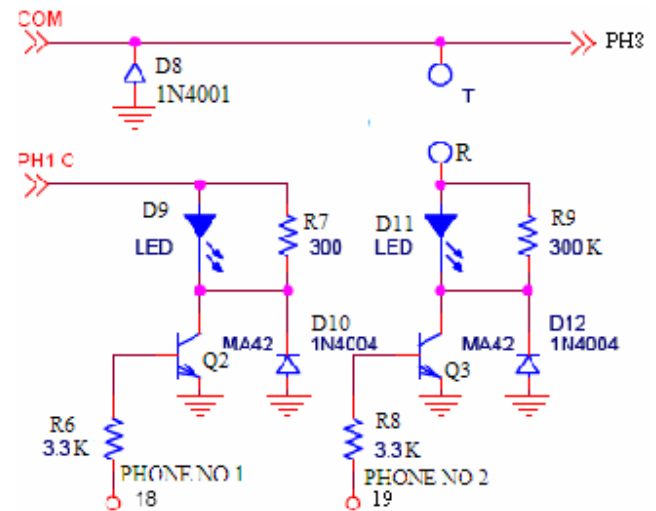 COM
PH3
D8
1N4001
T
R
PH1 C
D9
LED
R7
300
D11
LED
R9
300 K
MA42
D10
1N4004
Q2
MA42
D12
1N4004
Q3
R6
3.3K
R8
3.3K
PHONE NO 1
18
PHONE NO 2
19